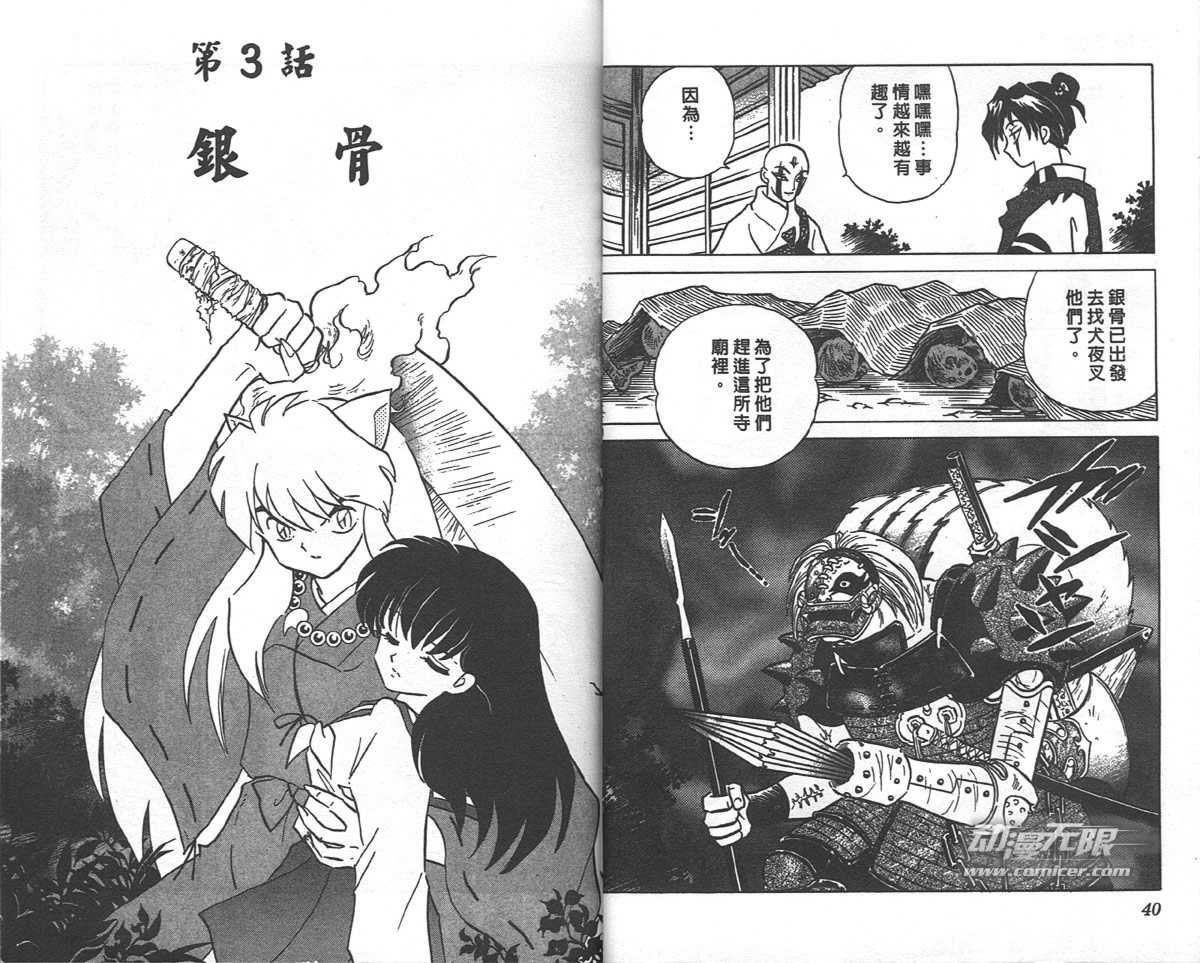 嘿嘿嘿…事
情越來越有
趣了。
因為…
銀骨已出發
去找犬夜叉
他們了。
為了把他們
趕進這所寺
廟裡。
动漫无限
www.comicer.com
40
第3話
銀骨